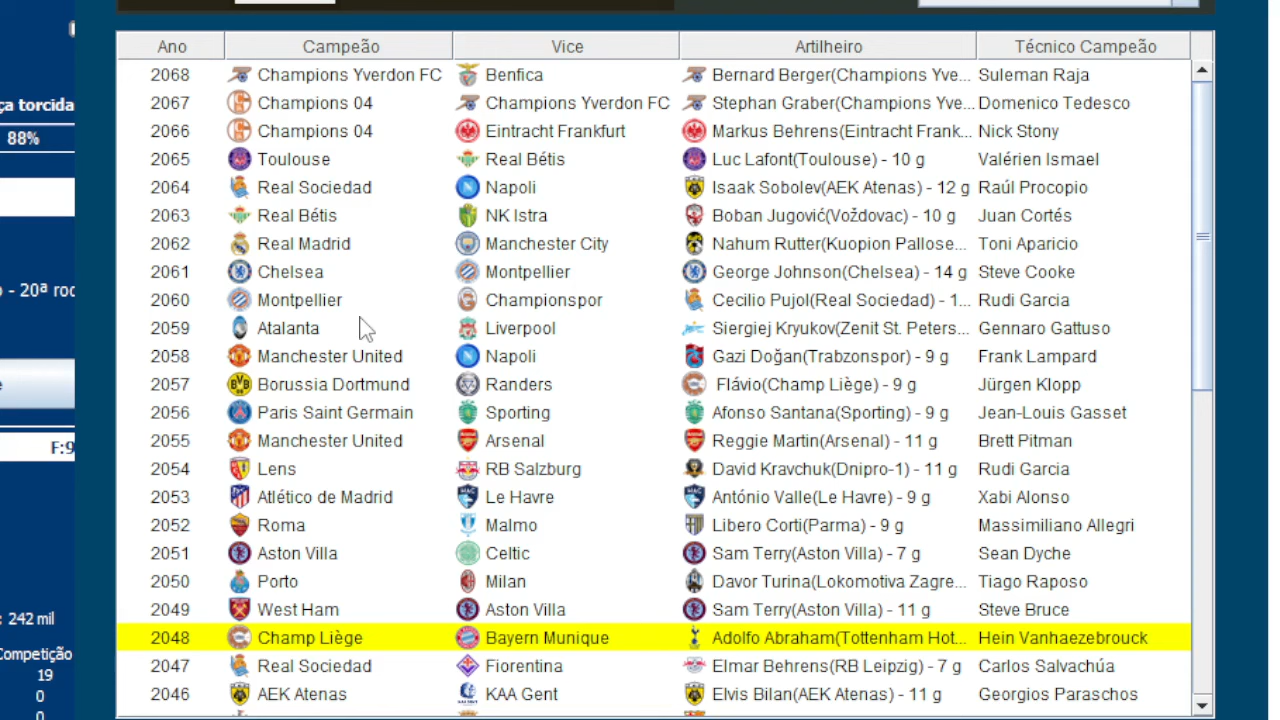 Ano Campeão Vice Artilheiro Técnico Campeão
2068 Champions Yverdon FC Benfica Bernard Berger(Champions Yve... Suleman Raja
2067 Champions 04 Champions Yverdon FC Stephan Graber(Champions Yve... Domenico Tedesco
2066 Champions 04 Eintracht Frankfurt Markus Behrens(Eintracht Frank... Nick Stony
2065 Toulouse Real Bétis Luc Lafont(Toulouse) - 10 g Valérien Ismael
2064 Real Sociedad Napoli Isaak Sobolev(AEK Atenas) - 12 g Raúl Procopio
2063 Real Bétis NK Istra Boban Jugović(Voždovac) - 10 g Juan Cortés
2062 Real Madrid Manchester City Nahum Rutter(Kuopion Pallose... Toni Aparicio
2061 Chelsea Montpellier George Johnson(Chelsea) - 14 g Steve Cooke
2060 Montpellier Championspor Cecilio Pujol(Real Sociedad) - 1... Rudi Garcia
2059 Atalanta Liverpool Siergiej Kryukov(Zenit St. Peters... Gennaro Gattuso
2058 Manchester United Napoli Gazi Doğan(Trabzonspor) - 9 g Frank Lampard
2057 Borussia Dortmund Randers Flávio(Champ Liège) - 9 g Jürgen Klopp
2056 Paris Saint Germain Sporting Afonso Santana(Sporting) - 9 g Jean-Louis Gasset
2055 Manchester United Arsenal Reggie Martin(Arsenal) - 11 g Brett Pitman
2054 Lens RB Salzburg David Kravchuk(Dnipro-1) - 11 g Rudi Garcia
2053 Atlético de Madrid Le Havre António Valle(Le Havre) - 9 g Xabi Alonso
2052 Roma Malmo Libero Corti(Parma) - 9 g Massimiliano Allegri
2051 Aston Villa Celtic Sam Terry(Aston Villa) - 7 g Sean Dyche
2050 Porto Milan Davor Turina(Lokomotiva Zagre... Tiago Raposo
2049 West Ham Aston Villa Sam Terry(Aston Villa) - 11 g Steve Bruce
2048 Champ Liège Bayern Munique Adolfo Abraham(Tottenham Hot... Hein Vanhaezebrouck
2047 Real Sociedad Fiorentina Elmar Behrens(RB Leipzig) - 7 g Carlos Salvachúa
2046 AEK Atenas KAA Gent Elvis Bilan(AEK Atenas) - 11 g Georgios Paraschos
ça torcida
88%
o - 20ª rod
e
F:9
: 242 mil
Competição
19
0
0